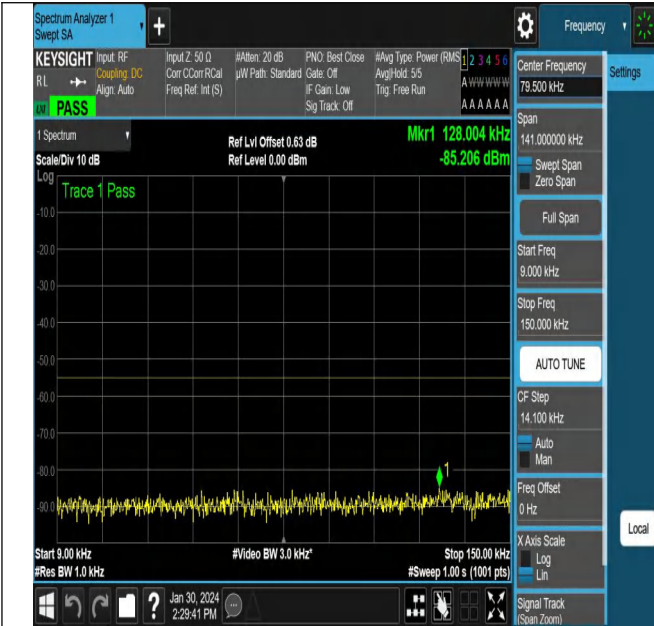 Spectrum Analyzer 1
Swept SA
Frequency
KEYSIGHT
RL
PASS
Input: RF
Coupling: DC
Align: Auto
Input Z: 50 Ω
Corr CCorr RCal
Freq Ref: Int (S)
#Atten: 20 dB
µW Path: Standard
PNO: Best Close
Gate: Off
IF Gain: Low
Sig Track: Off
#Avg Type: Power (RMS
Avg|Hold: 5/5
Trig: Free Run
1 2 3 4 5 6
A W W W W W
A A A A A A
1 Spectrum
Scale/Div 10 dB
Ref Lvl Offset 0.63 dB
Ref Level 0.00 dBm
Mkr1 128.004 kHz
-85.206 dBm
Log
Trace 1 Pass
-10.0
-20.0
-30.0
-40.0
-50.0
-60.0
-70.0
-80.0
-90.0
1
Start 9.00 kHz
#Res BW 1.0 kHz
#Video BW 3.0 kHz*
Stop 150.00 kHz
#Sweep 1.00 s (1001 pts)
?
Jan 30, 2024
2:29:41 PM
Center Frequency
79.500 kHz
Settings
Span
141.000000 kHz
Swept Span
Zero Span
Full Span
Start Freq
9.000 kHz
Stop Freq
150.000 kHz
AUTO TUNE
CF Step
14.100 kHz
Auto
Man
Freq Offset
0 Hz
Local
X Axis Scale
Log
Lin
Signal Track
(Span Zoom)